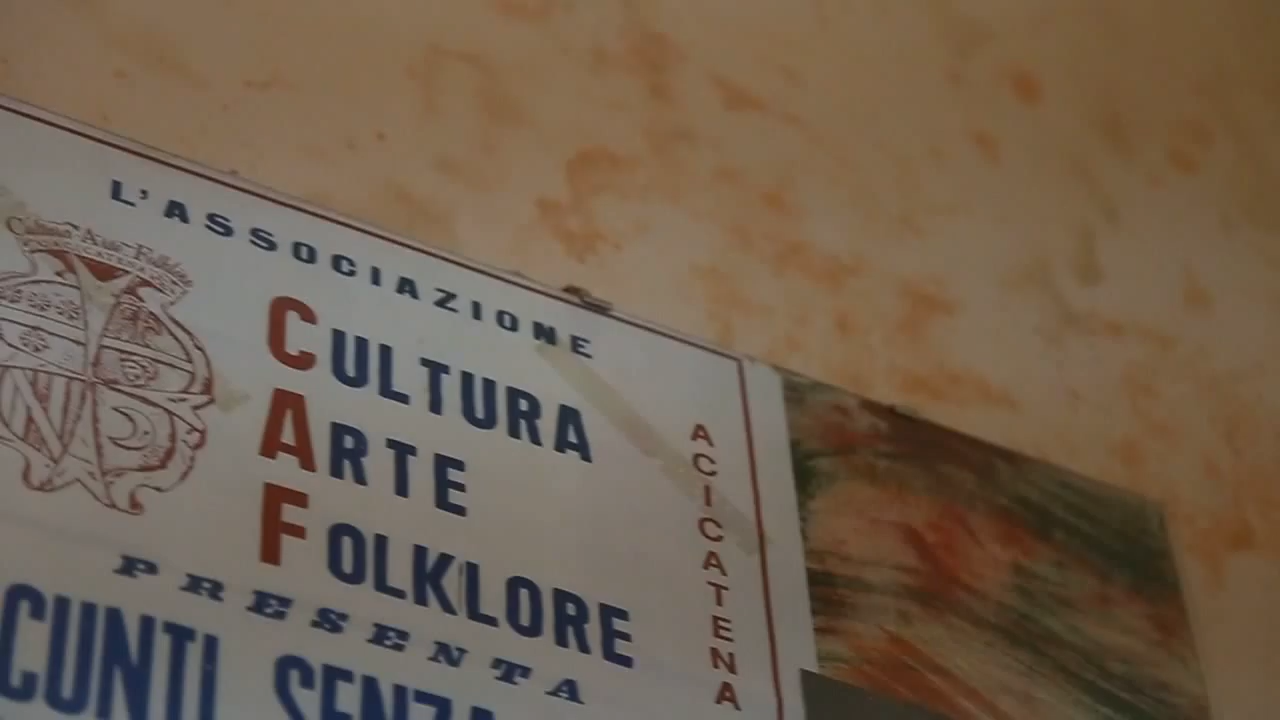 L'ASSOCIAZIONE
CULTURA
ARTE
FOLKLORE
ACICATENA
PRESENTA
CUNTI SENZA